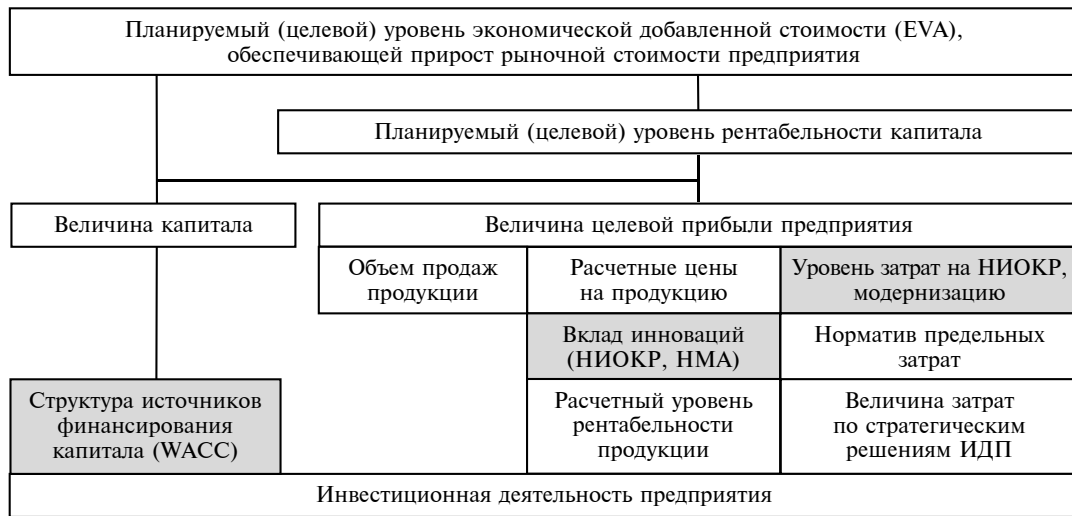 Планируемый (целевой) уровень экономической добавленной стоимости (EVA),
обеспечивающей прирост рыночной стоимости предприятия
Планируемый (целевой) уровень рентабельности капитала
Величина капитала
Величина целевой прибыли предприятия
Объем продаж
продукции
Расчетные цены
на продукцию
Уровень затрат на НИОКР,
модернизацию
Вклад инноваций
(НИОКР, НМА)
Норматив предельных
затрат
Структура источников
финансирования
капитала (WACC)
Расчетный уровень
рентабельности
продукции
Величина затрат
по стратегическим
решениям ИДП
Инвестиционная деятельность предприятия